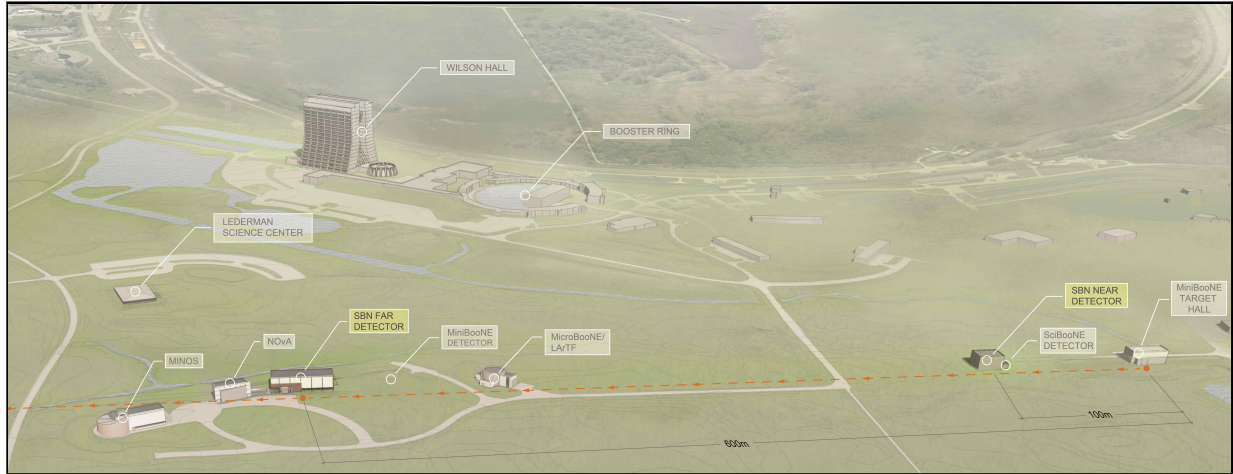 WILSON HALL
BOOSTER RING
LEDERMAN
SCIENCE CENTER
SBN FAR
DETECTOR
MiniBooNE
DETECTOR
MicroBooNE/
LArTF
SBN NEAR
DETECTOR
MiniBooNE
TARGET
HALL
SciBooNE
DETECTOR
NOvA
MINOS
100m
600m